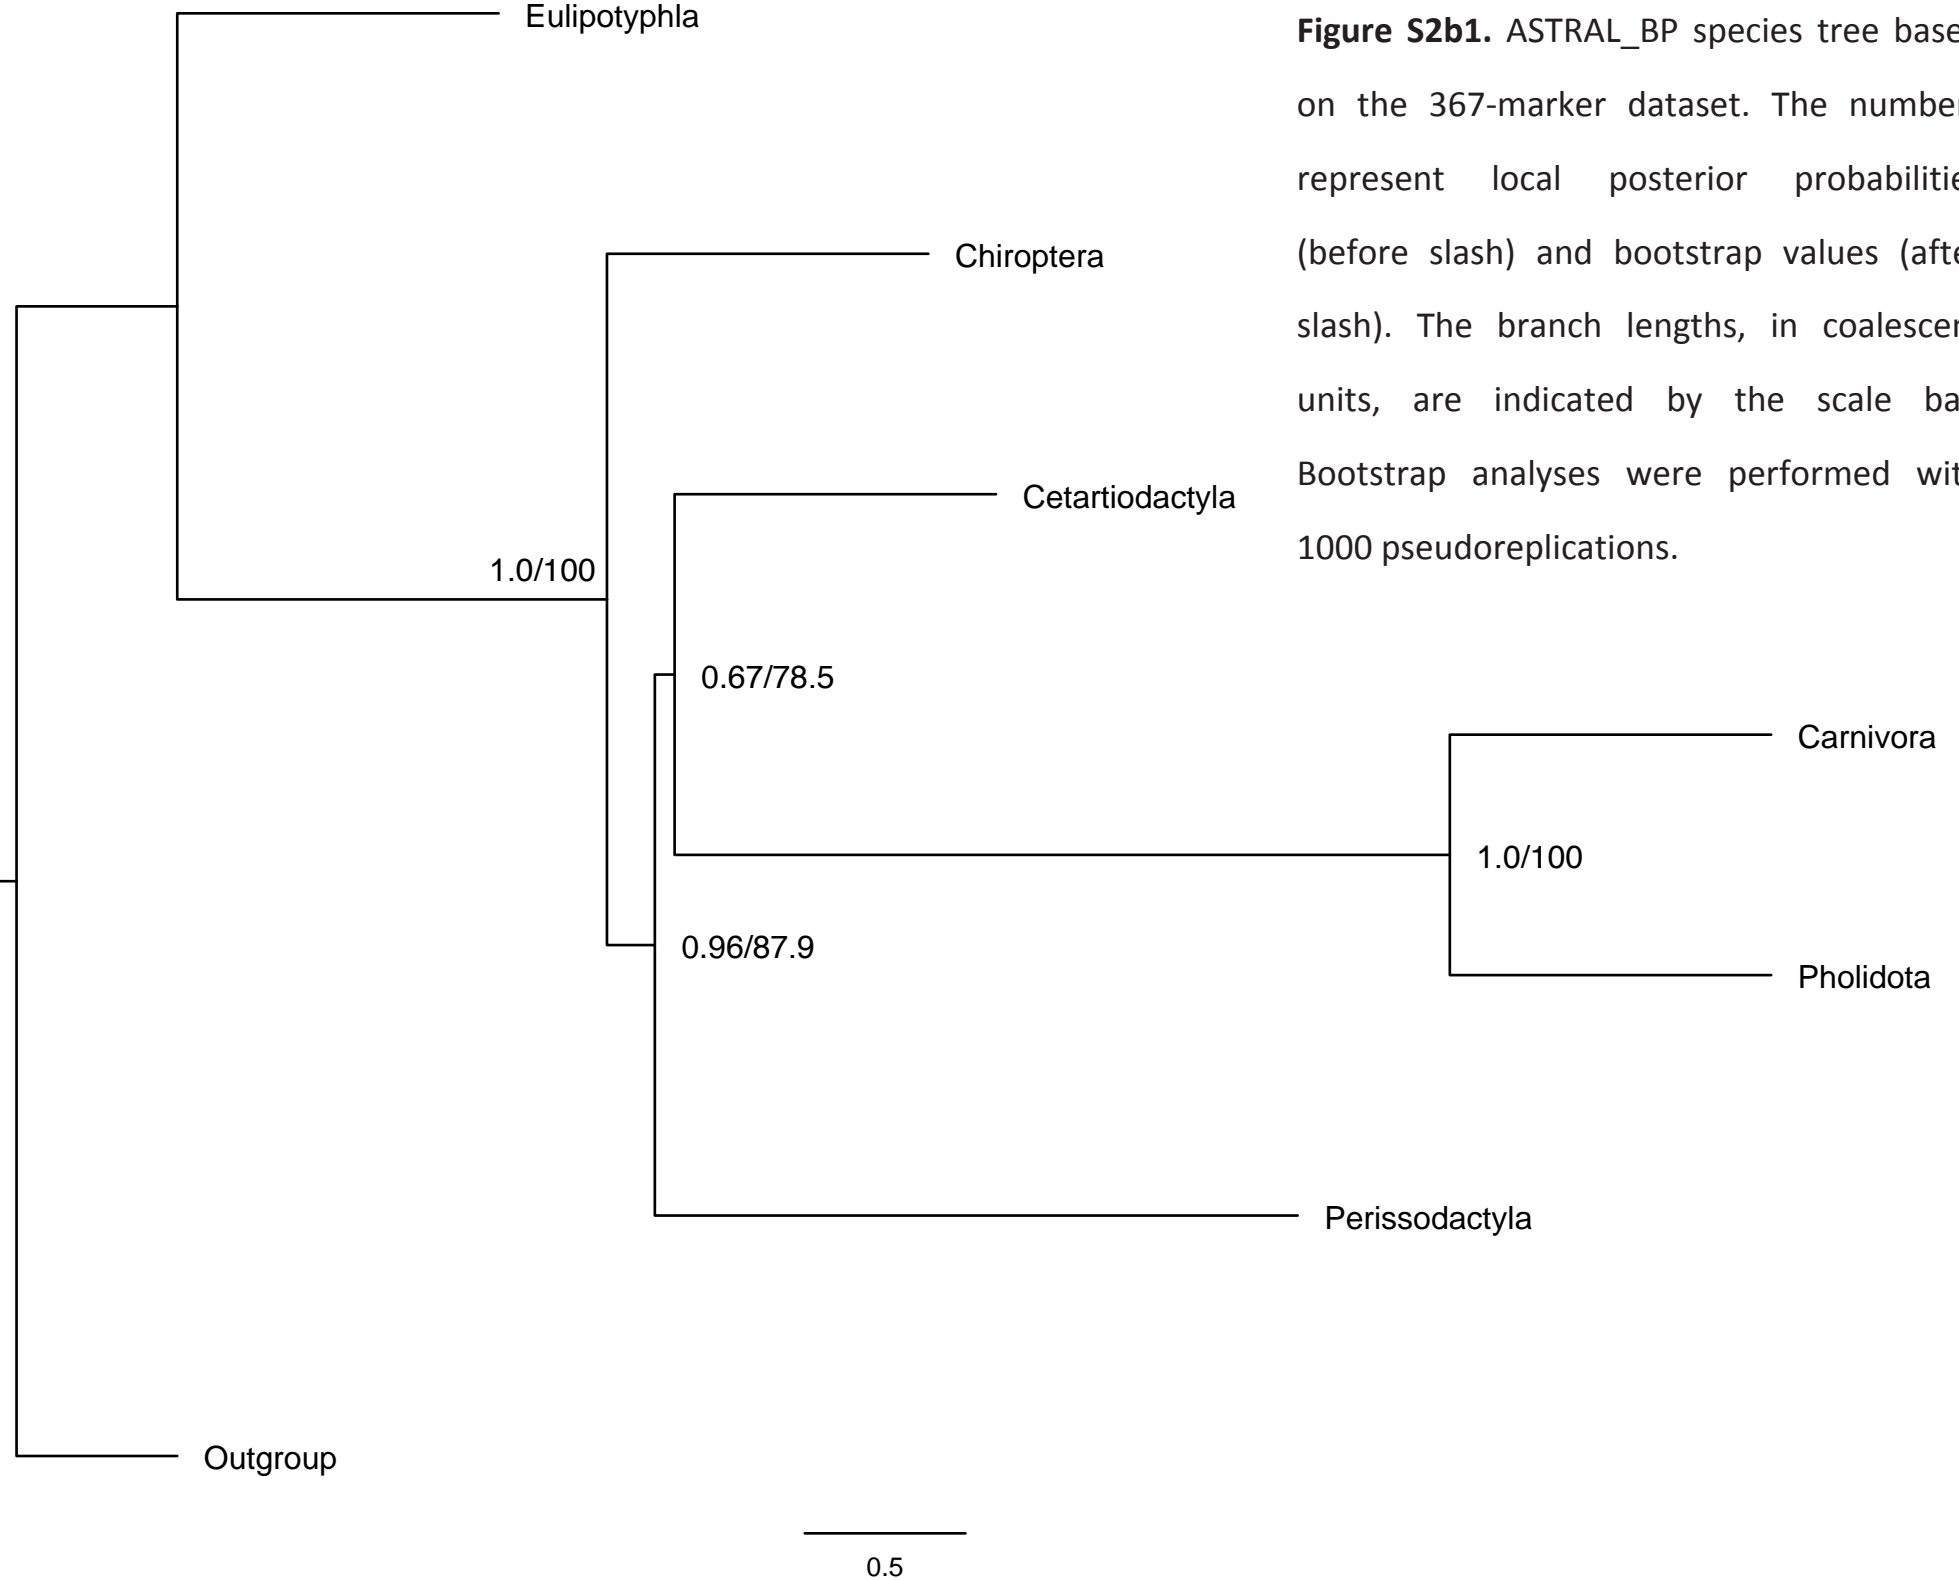 Figure S2b1. ASTRAL_BP species tree base
on the 367-marker dataset. The number
represent local posterior probabilitie
(before slash) and bootstrap values (afte
slash). The branch lengths, in coalescen
units, are indicated by the scale ba
Bootstrap analyses were performed wit
1000 pseudoreplications.
Eulipotyphla
Chiroptera
Cetartiodactyla
1.0/100
0.67/78.5
Carnivora
1.0/100
0.96/87.9
Pholidota
Perissodactyla
Outgroup
0.5